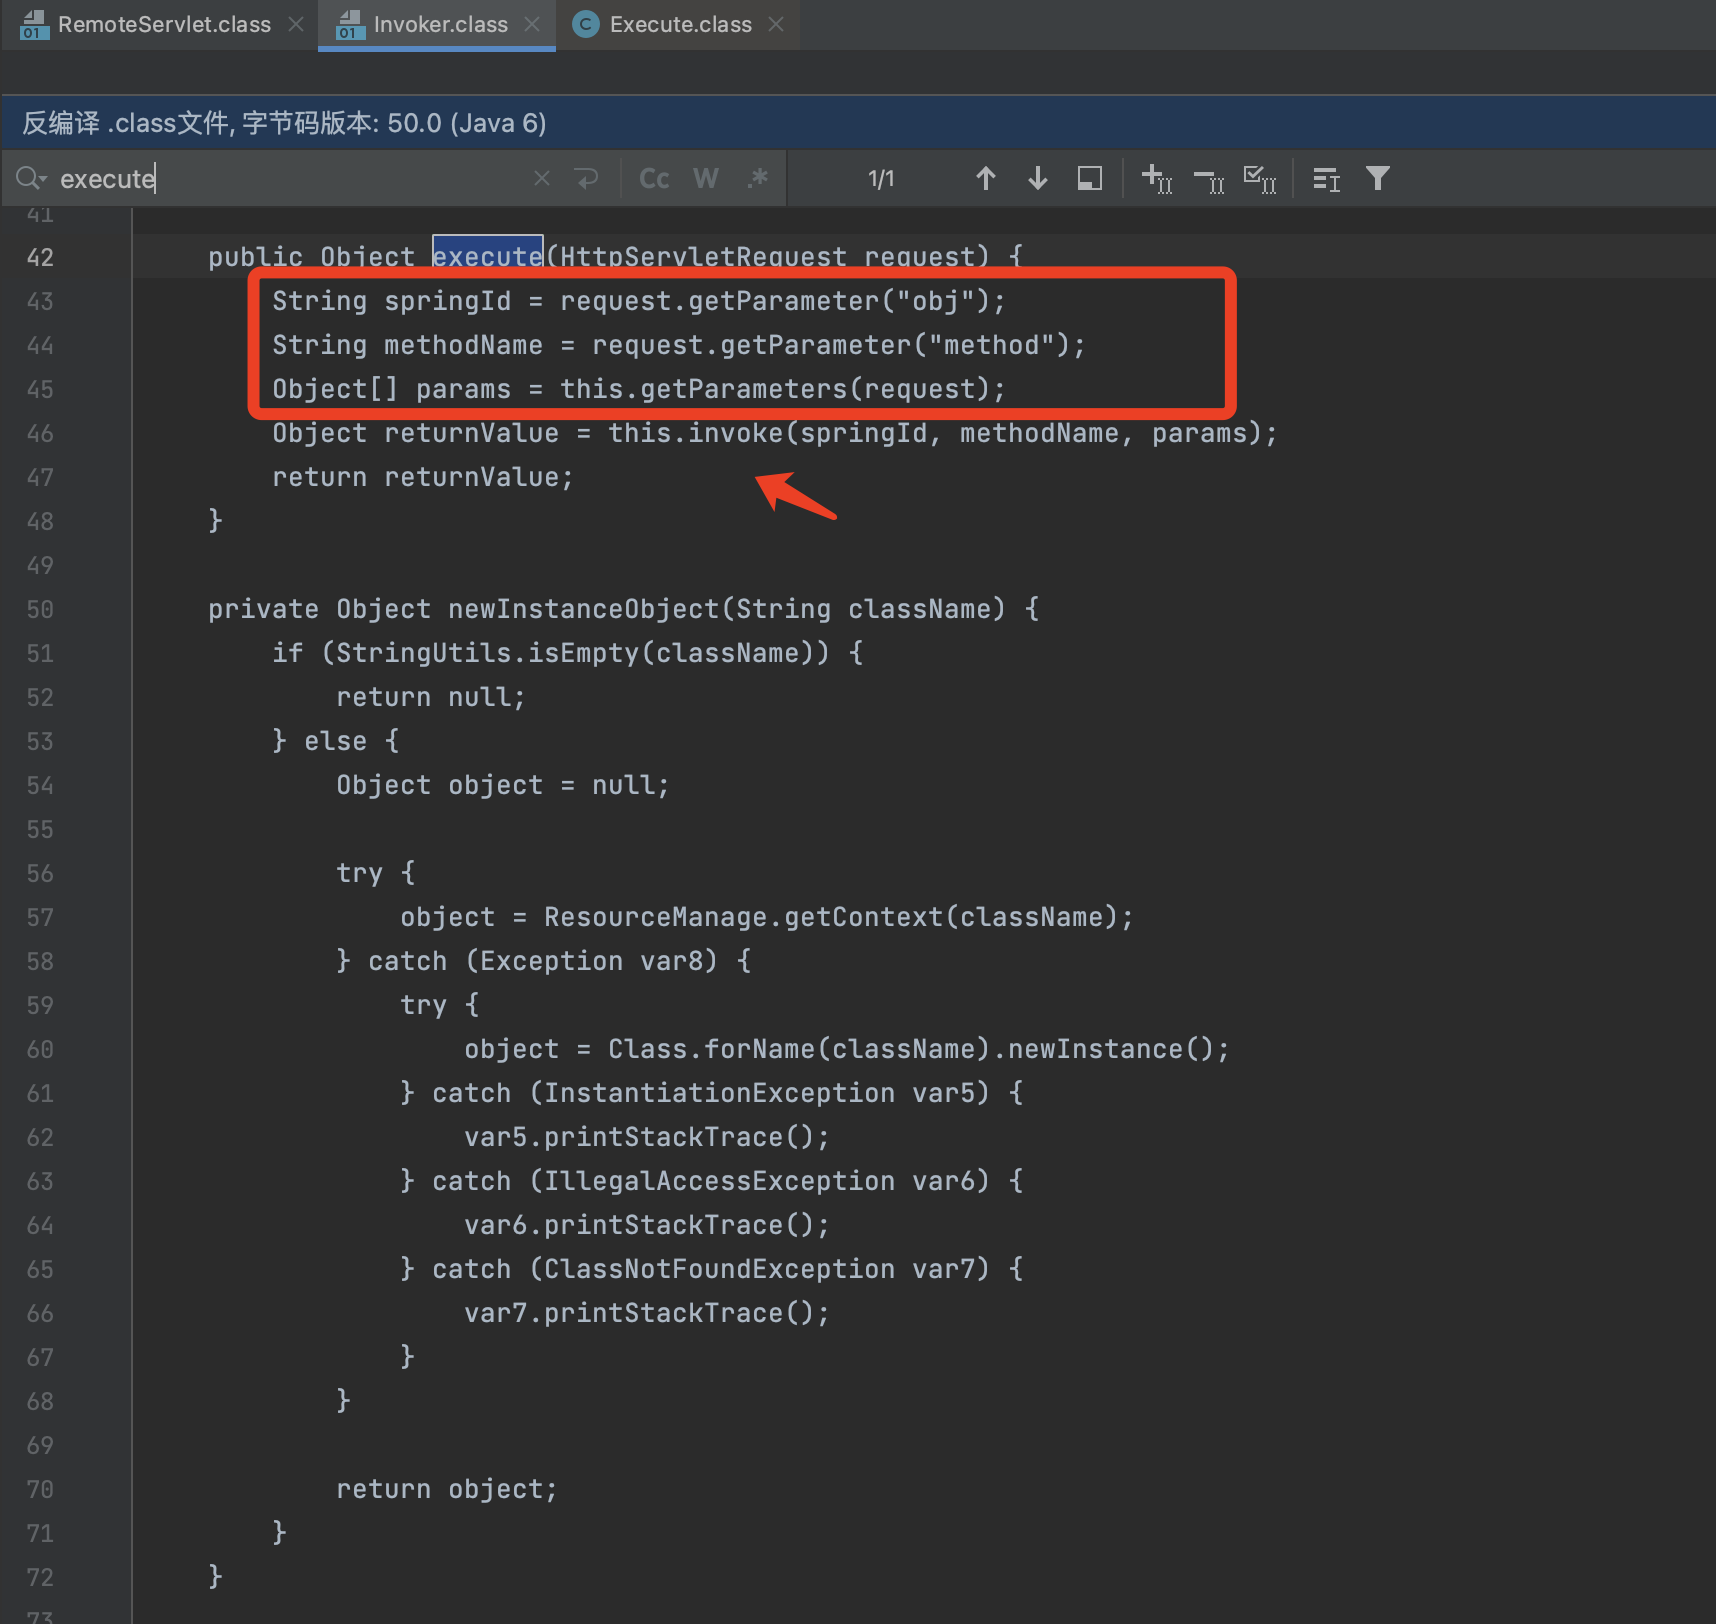 RemoteServlet.class
Invoker.class
Execute.class
反编译 .class文件, 字节码版本: 50.0 (Java 6)
execute
Cc W .* 1/1
41
42 public Object execute(HttpServletRequest request) {
43 String springId = request.getParameter("obj");
44 String methodName = request.getParameter("method");
45 Object[] params = this.getParameters(request);
46 Object returnValue = this.invoke(springId, methodName, params);
47 return returnValue;
48 }
49
50 private Object newInstanceObject(String className) {
51 if (StringUtils.isEmpty(className)) {
52 return null;
53 } else {
54 Object object = null;
55
56 try {
57 object = ResourceManage.getContext(className);
58 } catch (Exception var8) {
59 try {
60 object = Class.forName(className).newInstance();
61 } catch (InstantiationException var5) {
62 var5.printStackTrace();
63 } catch (IllegalAccessException var6) {
64 var6.printStackTrace();
65 } catch (ClassNotFoundException var7) {
66 var7.printStackTrace();
67 }
68 }
69
70 return object;
71 }
72 }
73